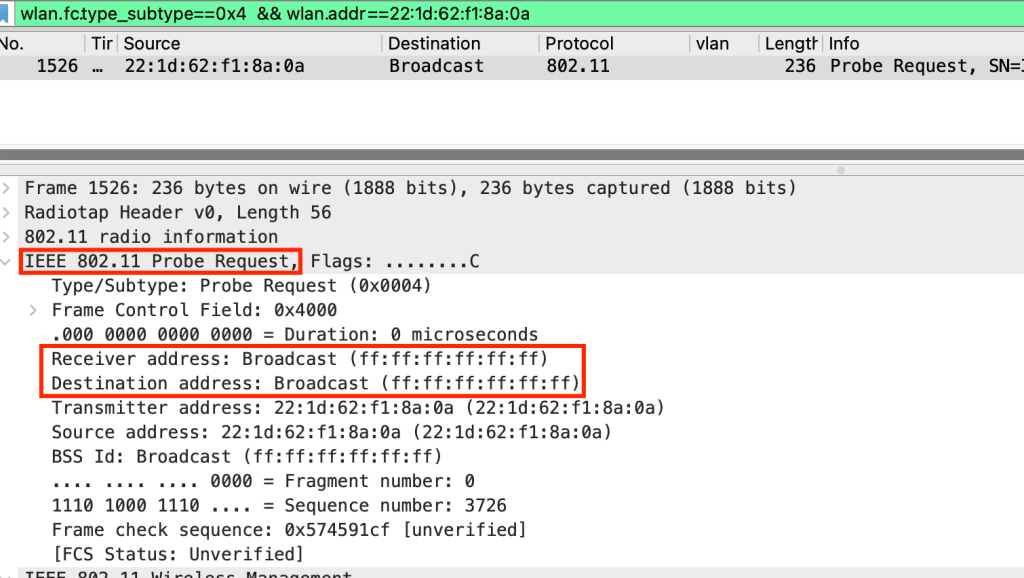 wlan.fc.type_subtype==0x4 && wlan.addr==22:1d:62:f1:8a:0a
No. Tir Source Destination Protocol vlan Length Info
1526 … 22:1d:62:f1:8a:0a Broadcast 802.11 236 Probe Request, SN=3
Frame 1526: 236 bytes on wire (1888 bits), 236 bytes captured (1888 bits)
Radiotap Header v0, Length 56
802.11 radio information
IEEE 802.11 Probe Request, Flags: ........C
Type/Subtype: Probe Request (0x0004)
Frame Control Field: 0x4000
.000 0000 0000 0000 = Duration: 0 microseconds
Receiver address: Broadcast (ff:ff:ff:ff:ff:ff)
Destination address: Broadcast (ff:ff:ff:ff:ff:ff)
Transmitter address: 22:1d:62:f1:8a:0a (22:1d:62:f1:8a:0a)
Source address: 22:1d:62:f1:8a:0a (22:1d:62:f1:8a:0a)
BSS Id: Broadcast (ff:ff:ff:ff:ff:ff)
.... .... .... 0000 = Fragment number: 0
1110 1000 1110 .... = Sequence number: 3726
Frame check sequence: 0x574591cf [unverified]
[FCS Status: Unverified]
IEEE 802.11 Wireless Management